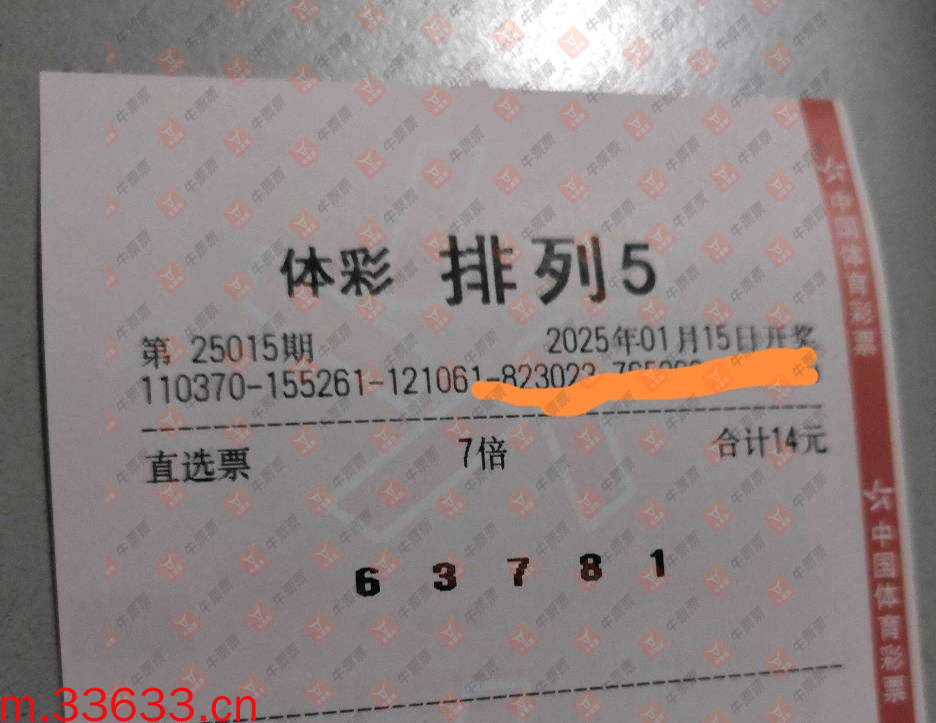 体彩 排列5
第 25015期 2025年01月15日开奖
110370-155261-121061-823023
直选票 7倍 合计14元
6 3 7 8 1
中国体育彩票
中国体育彩票
牛票票
m.33633.cn